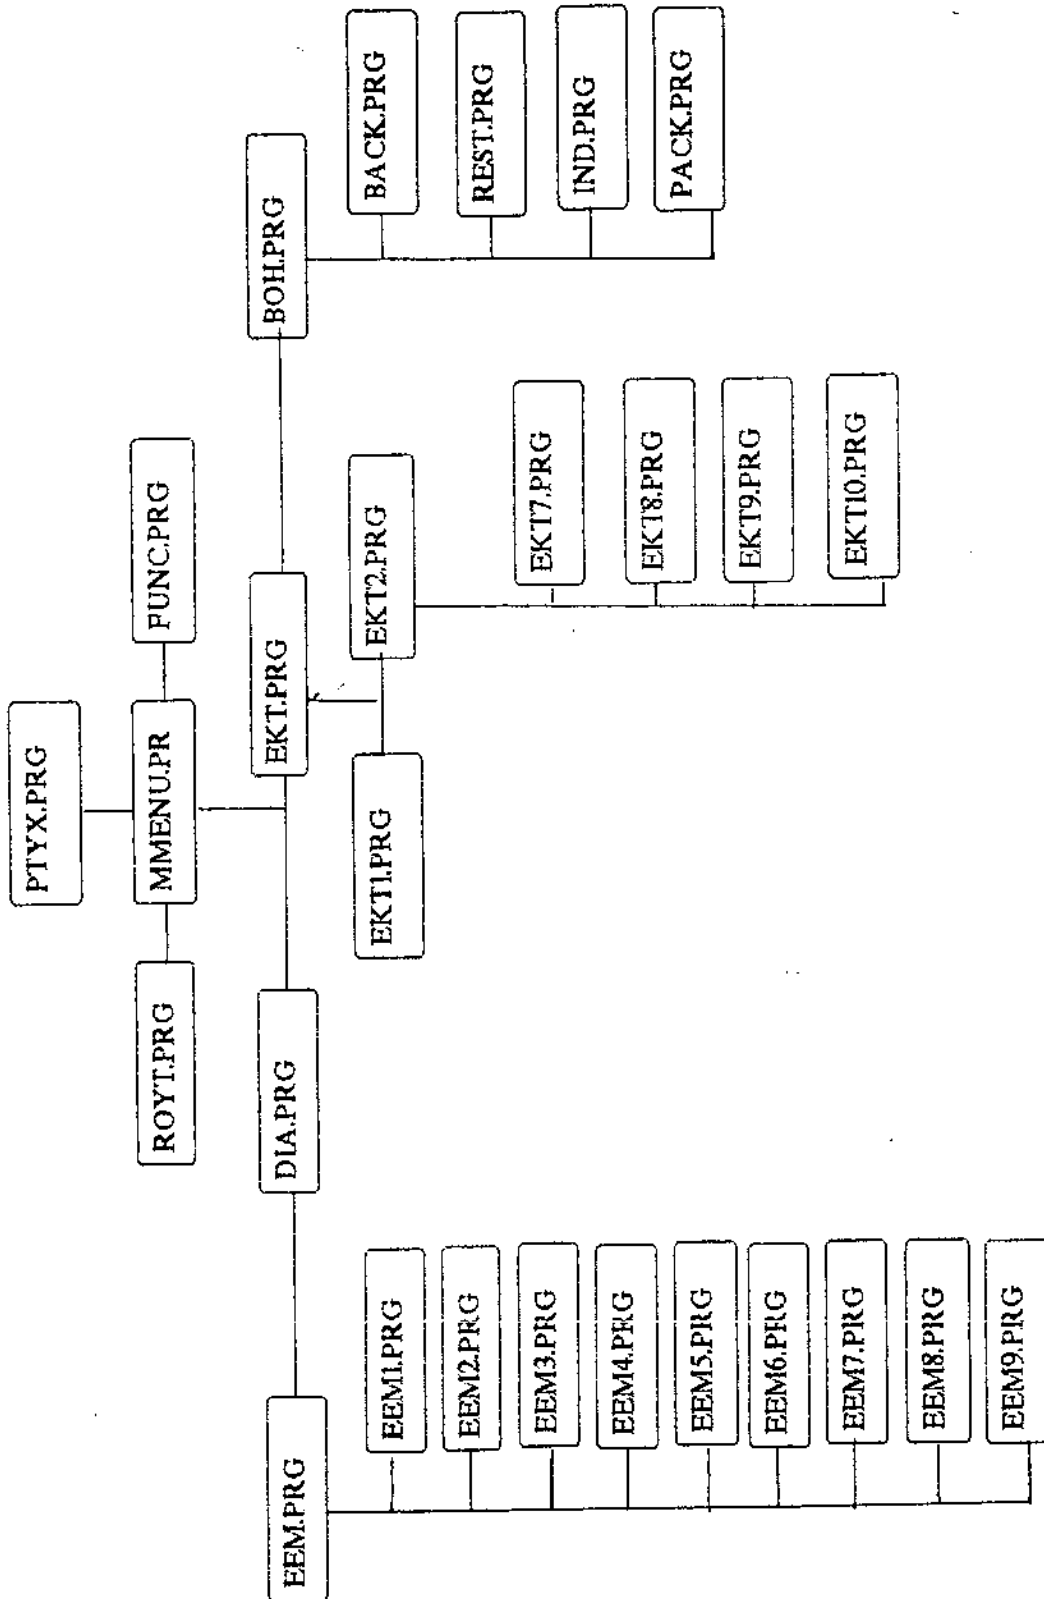 PTYX.PRG
ROYT.PRG
MMENU.PR
FUNC.PRG
EEM.PRG
DIA.PRG
EKT.PRG
BOH.PRG
EEM1.PRG
EEM2.PRG
EEM3.PRG
EEM4.PRG
EEM5.PRG
EEM6.PRG
EEM7.PRG
EEM8.PRG
EEM9.PRG
EKT1.PRG
EKT2.PRG
EKT7.PRG
EKT8.PRG
EKT9.PRG
EKT10.PRG
BACK.PRG
REST.PRG
IND.PRG
PACK.PRG